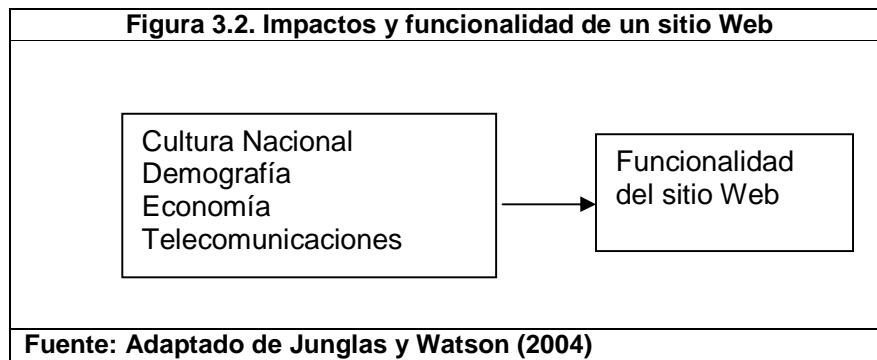 Figura 3.2. Impactos y funcionalidad de un sitio Web
Cultura Nacional
Demografía
Economía
Telecomunicaciones
Funcionalidad
del sitio Web
Fuente: Adaptado de Junglas y Watson (2004)